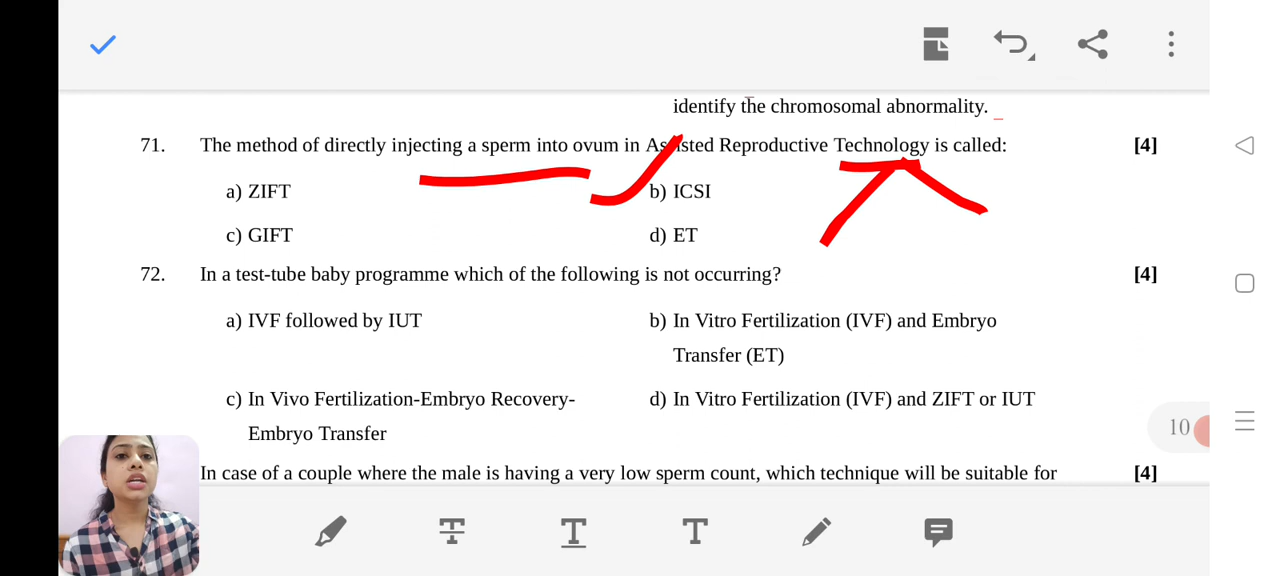 identify the chromosomal abnormality.
71. The method of directly injecting a sperm into ovum in Assisted Reproductive Technology is called: [4]
a) ZIFT b) ICSI
c) GIFT d) ET
72. In a test-tube baby programme which of the following is not occurring? [4]
a) IVF followed by IUT b) In Vitro Fertilization (IVF) and Embryo
Transfer (ET)
c) In Vivo Fertilization-Embryo Recovery- d) In Vitro Fertilization (IVF) and ZIFT or IUT
Embryo Transfer
10
In case of a couple where the male is having a very low sperm count, which technique will be suitable for [4]
T T T